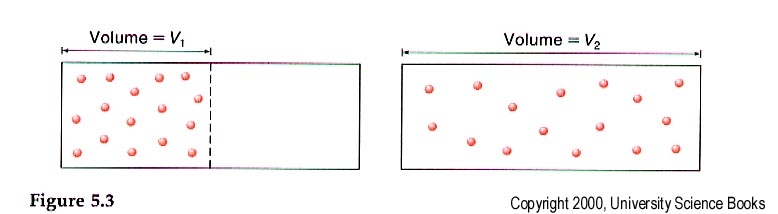 Volume = V₁
Volume = V₂
Figure 5.3
Copyright 2000, University Science Books